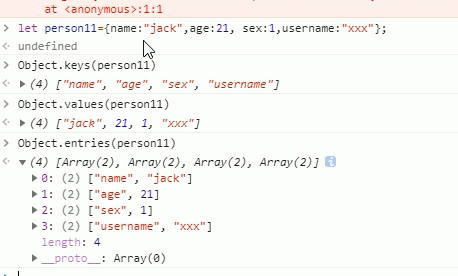 at <anonymous>:1:1
> let person11={name:"jack",age:21, sex:1,username:"xxx"};
< undefined
> Object.keys(person11)
< ▶ (4) ["name", "age", "sex", "username"]
> Object.values(person11)
< ▶ (4) ["jack", 21, 1, "xxx"]
> Object.entries(person11)
< ▼ (4) [Array(2), Array(2), Array(2), Array(2)] i
▶ 0: (2) ["name", "jack"]
▶ 1: (2) ["age", 21]
▶ 2: (2) ["sex", 1]
▶ 3: (2) ["username", "xxx"]
length: 4
▶ __proto__: Array(0)